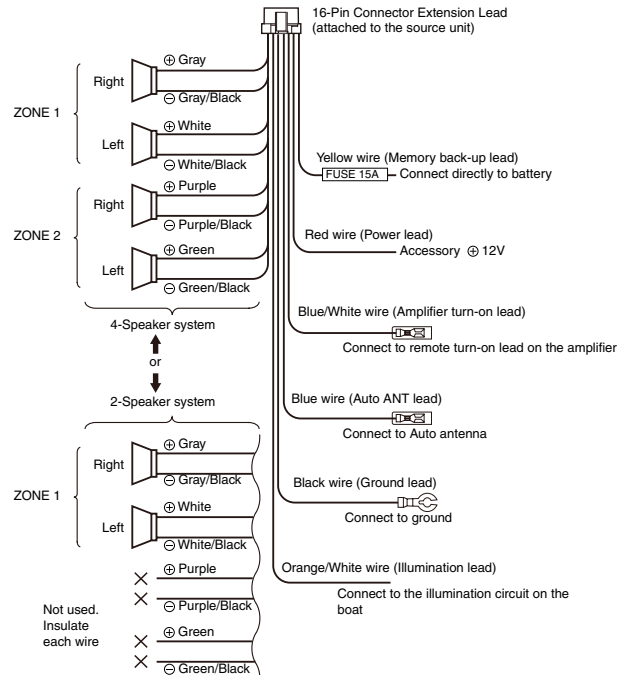 16-Pin Connector Extension Lead
(attached to the source unit)
ZONE 1
Right
⊕ Gray
⊖ Gray/Black
Left
⊕ White
⊖ White/Black
ZONE 2
Right
⊕ Purple
⊖ Purple/Black
Left
⊕ Green
⊖ Green/Black
4-Speaker system
or
2-Speaker system
ZONE 1
Right
⊕ Gray
⊖ Gray/Black
Left
⊕ White
⊖ White/Black
⊕ Purple
⊖ Purple/Black
⊕ Green
⊖ Green/Black
Not used.
Insulate
each wire
Yellow wire (Memory back-up lead)
FUSE 15A Connect directly to battery
Red wire (Power lead)
Accessory ⊕ 12V
Blue/White wire (Amplifier turn-on lead)
Connect to remote turn-on lead on the amplifier
Blue wire (Auto ANT lead)
Connect to Auto antenna
Black wire (Ground lead)
Connect to ground
Orange/White wire (Illumination lead)
Connect to the illumination circuit on the
boat